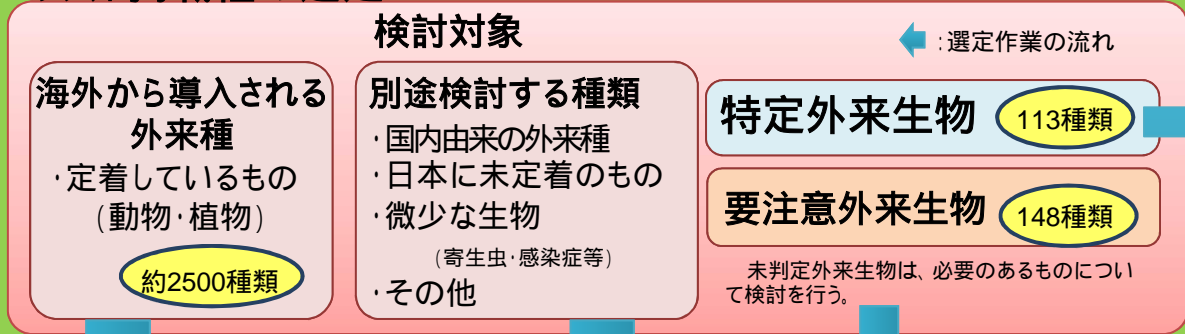 検討対象
:選定作業の流れ
海外から導入される
外来種
・定着しているもの
(動物・植物)
約2500種類
別途検討する種類
・国内由来の外来種
・日本に未定着のもの
・微少な生物
(寄生虫・感染症等)
・その他
特定外来生物
113種類
要注意外来生物
148種類
未判定外来生物は、必要のあるものについ
て検討を行う。